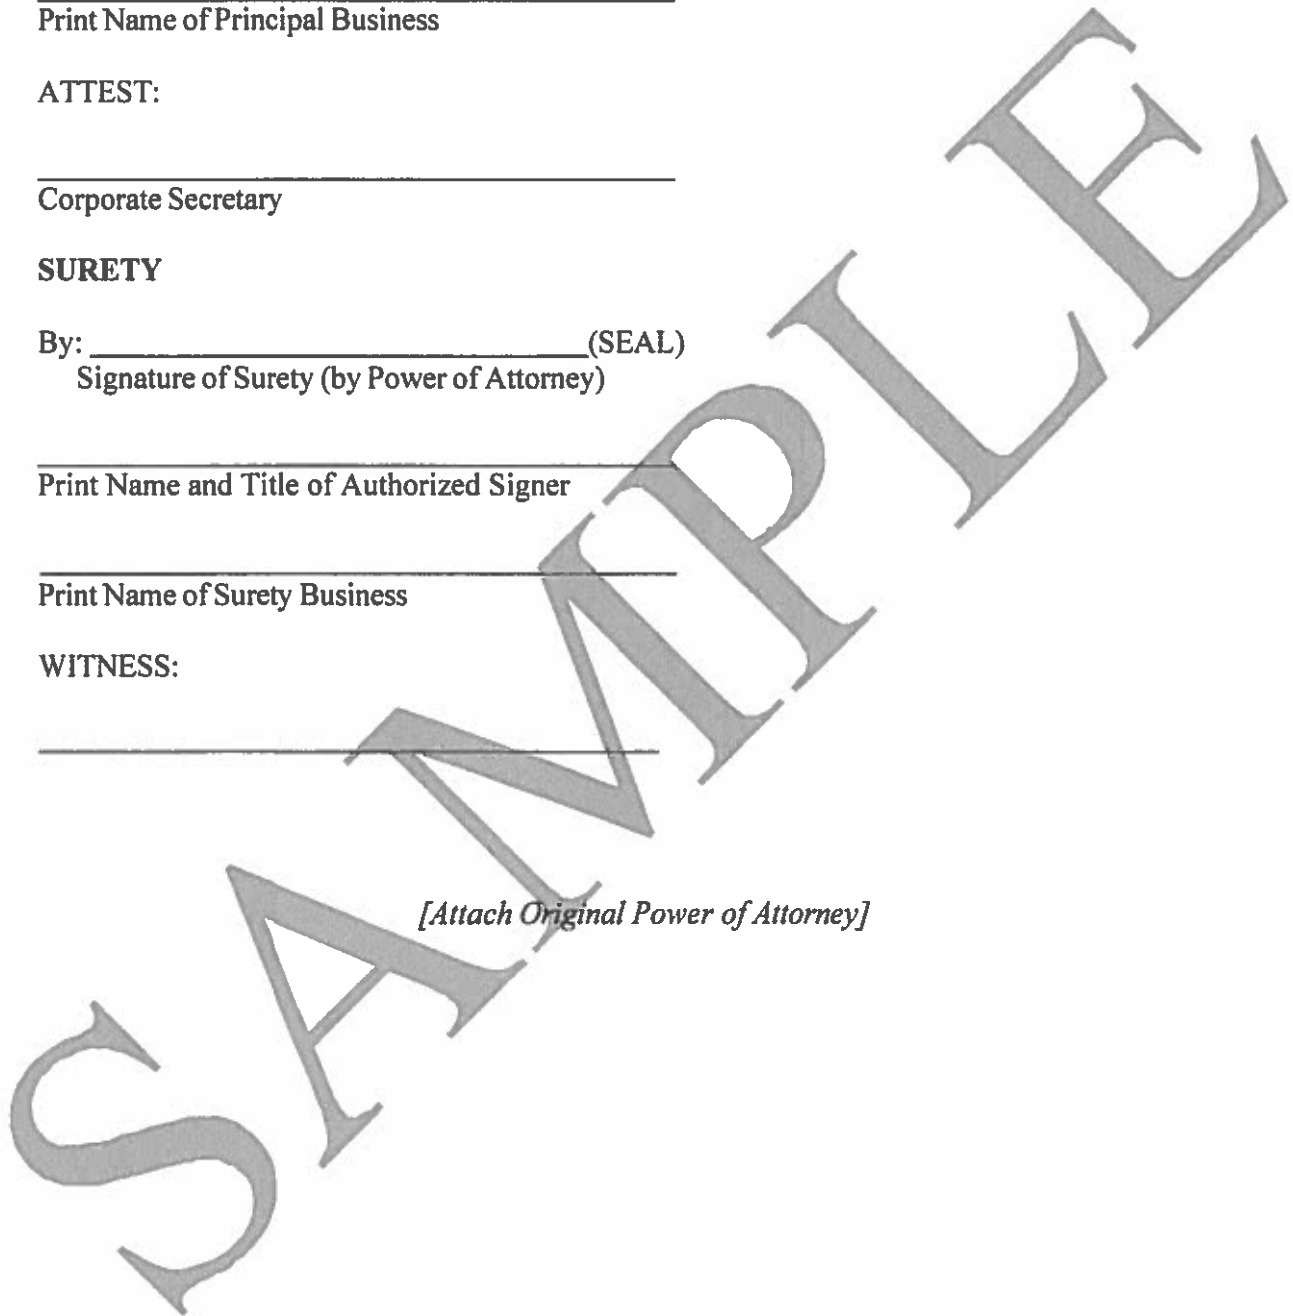 Print Name of Principal Business
ATTEST:
Corporate Secretary
SURETY
By: ______________________________(SEAL)
Signature of Surety (by Power of Attorney)
Print Name and Title of Authorized Signer
Print Name of Surety Business
WITNESS:
[Attach Original Power of Attorney]
SAMPLE